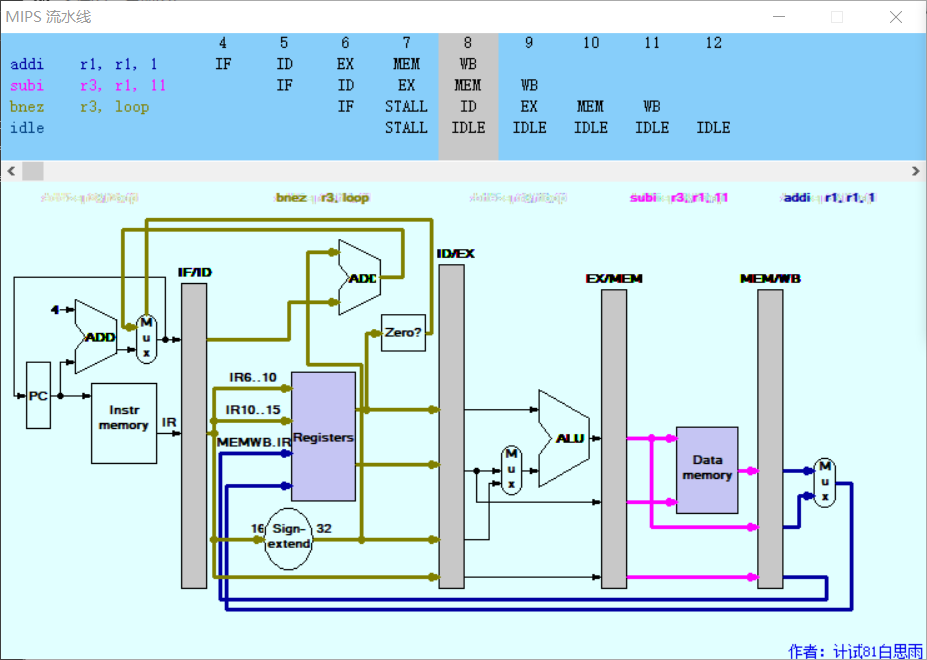 MIPS 流水线
4 5 6 7 8 9 10 11 12
addi r1, r1, 1 IF ID EX MEM WB
subi r3, r1, 11 IF ID EX MEM WB
bnez r3, loop IF STALL ID EX MEM WB
idle STALL IDLE IDLE IDLE IDLE IDLE
bnez r3, loop
subi r3, r1, 11
addi r1, r1, 1
IF/ID
ID/EX
EX/MEM
MEM/WB
4
ADD
Mux
ADD
Zero?
PC
Instr memory
IR
IR6..10
IR10..15
MEMWB.IR
Registers
16
Sign-extend
32
Mux
ALU
Data memory
Mux
作者：计试81白思雨